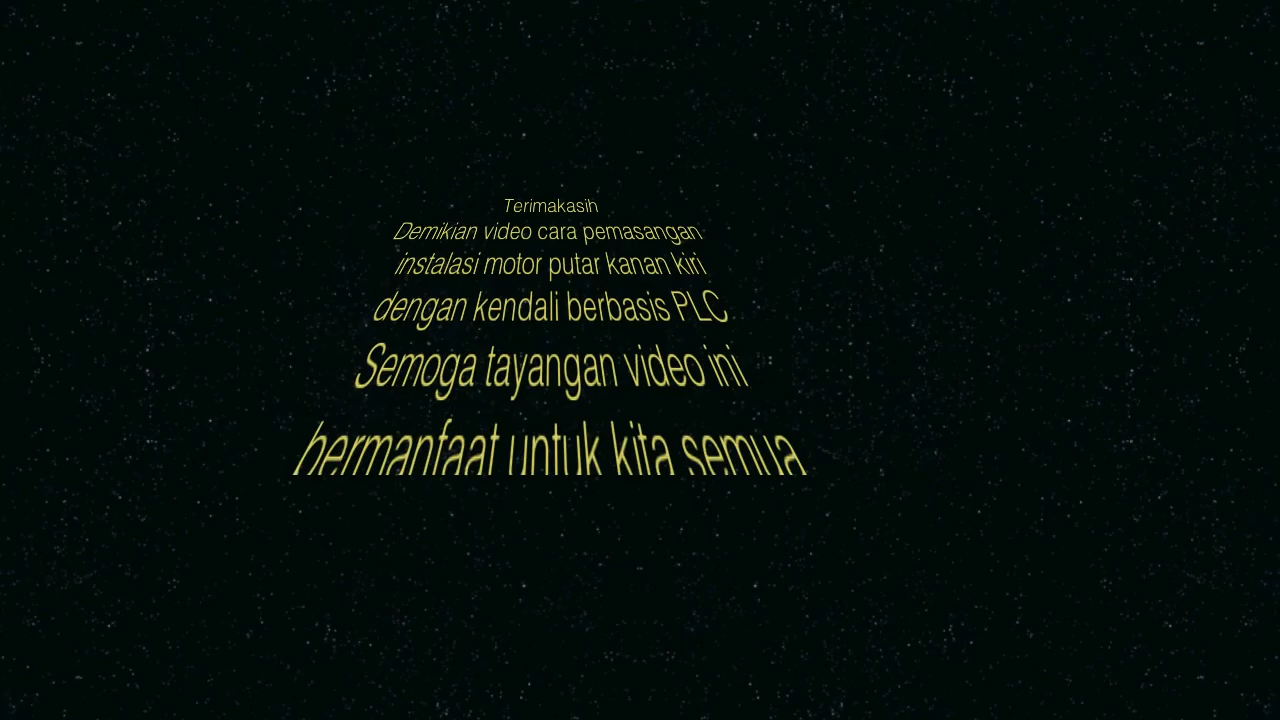 Terimakasih
Demikian video cara pemasangan
instalasi motor putar kanan kiri
dengan kendali berbasis PLC
Semoga tayangan video ini
bermanfaat untuk kita semua